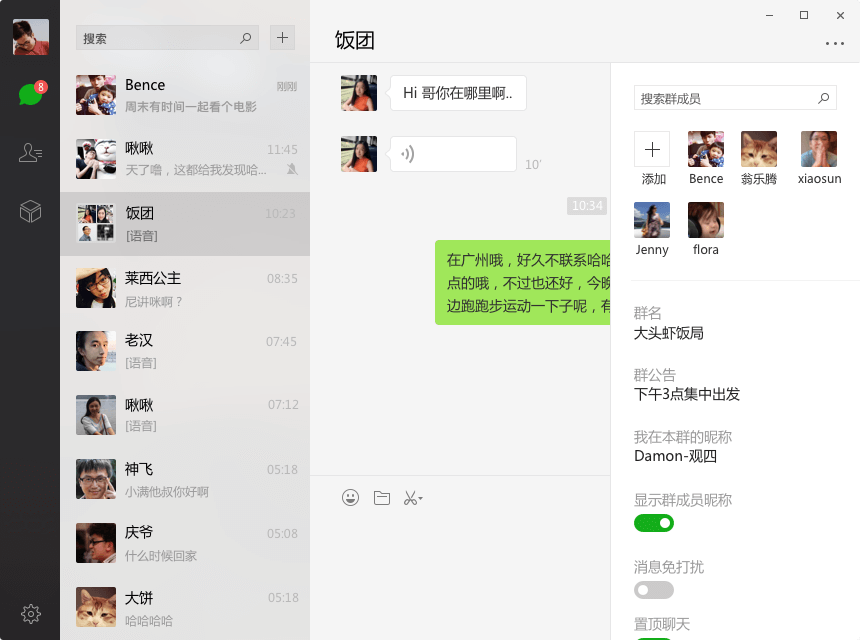 8
搜索
Bence
刚刚
周末有时间一起看个电影
啾啾
11:45
天了噜，这都给我发现哈...
饭团
10:23
[语音]
莱西公主
08:35
尼讲咪啊？
老汉
07:45
[语音]
啾啾
07:12
[语音]
神飞
05:18
小满他叔你好啊
庆爷
05:08
什么时候回家
大饼
05:18
哈哈哈哈
饭团
Hi 哥你在哪里啊..
10′
10:34
在广州哦，好久不联系哈哈
点的哦，不过也还好，今晚
边跑跑步运动一下子呢，有
搜索群成员
添加
Bence
翁乐腾
xiaosun
Jenny
flora
群名
大头虾饭局
群公告
下午3点集中出发
我在本群的昵称
Damon-观四
显示群成员昵称
消息免打扰
置顶聊天